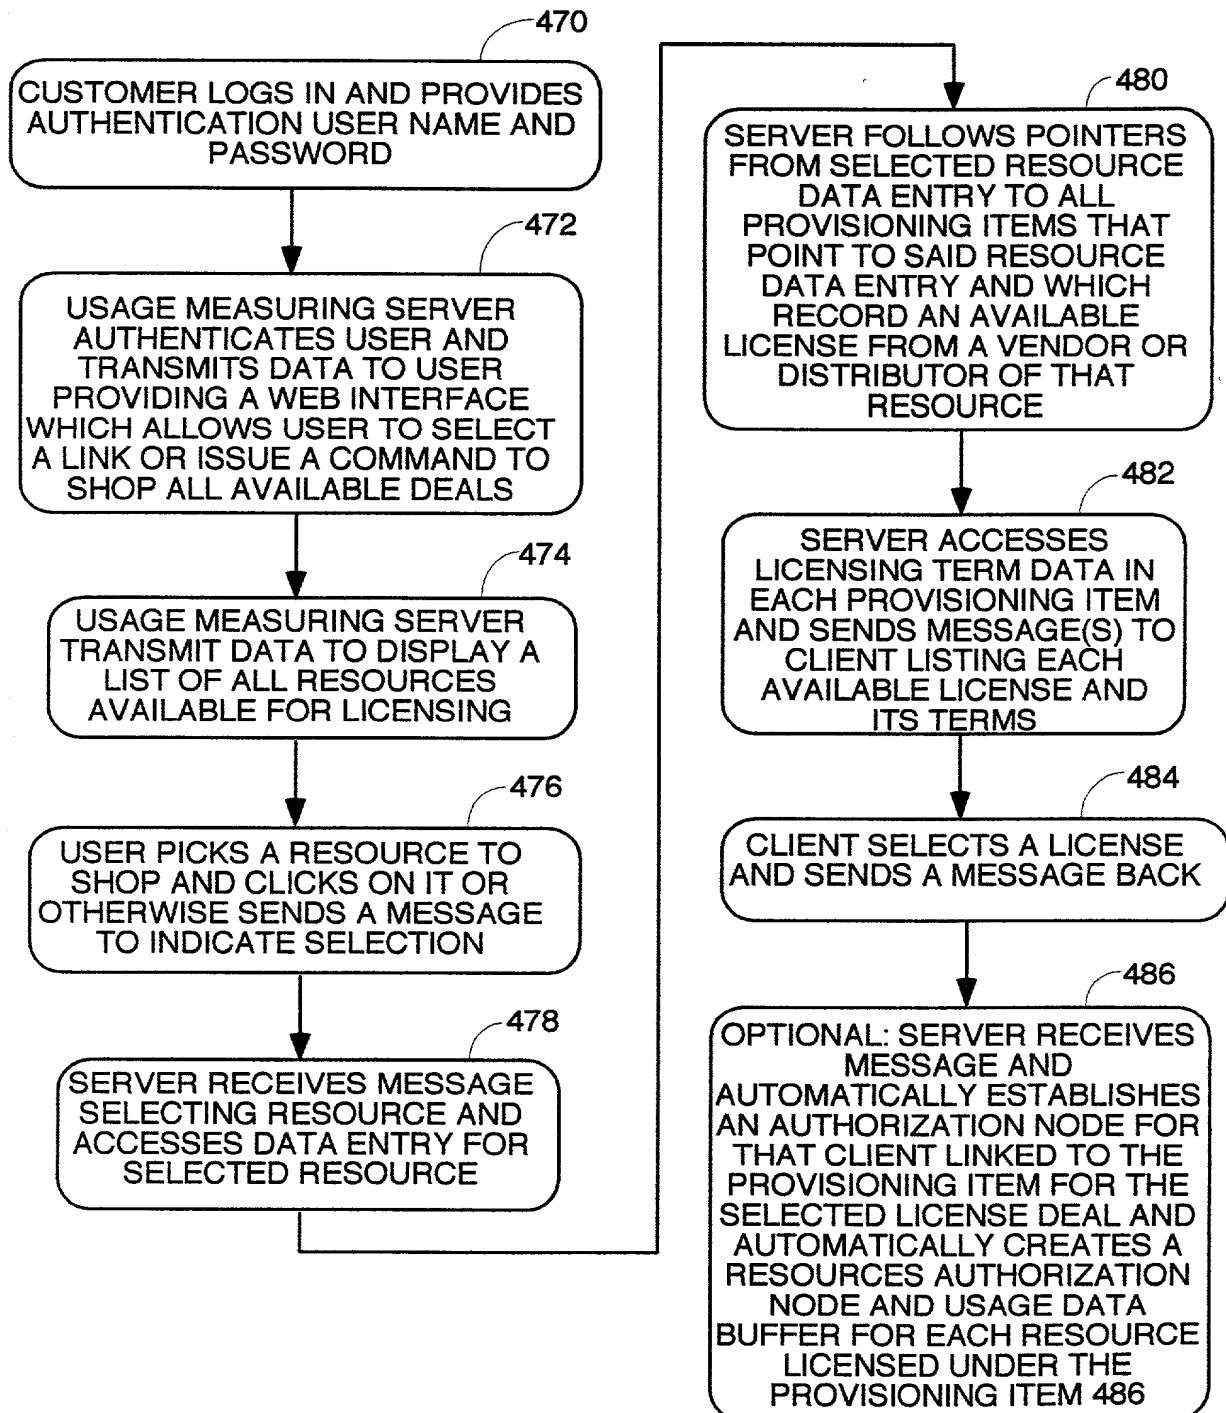 470
CUSTOMER LOGS IN AND PROVIDES
AUTHENTICATION USER NAME AND
PASSWORD
472
USAGE MEASURING SERVER
AUTHENTICATES USER AND
TRANSMITS DATA TO USER
PROVIDING A WEB INTERFACE
WHICH ALLOWS USER TO SELECT
A LINK OR ISSUE A COMMAND TO
SHOP ALL AVAILABLE DEALS
474
USAGE MEASURING SERVER
TRANSMIT DATA TO DISPLAY A
LIST OF ALL RESOURCES
AVAILABLE FOR LICENSING
476
USER PICKS A RESOURCE TO
SHOP AND CLICKS ON IT OR
OTHERWISE SENDS A MESSAGE
TO INDICATE SELECTION
478
SERVER RECEIVES MESSAGE
SELECTING RESOURCE AND
ACCESSES DATA ENTRY FOR
SELECTED RESOURCE
480
SERVER FOLLOWS POINTERS
FROM SELECTED RESOURCE
DATA ENTRY TO ALL
PROVISIONING ITEMS THAT
POINT TO SAID RESOURCE
DATA ENTRY AND WHICH
RECORD AN AVAILABLE
LICENSE FROM A VENDOR OR
DISTRIBUTOR OF THAT
RESOURCE
482
SERVER ACCESSES
LICENSING TERM DATA IN
EACH PROVISIONING ITEM
AND SENDS MESSAGE(S) TO
CLIENT LISTING EACH
AVAILABLE LICENSE AND
ITS TERMS
484
CLIENT SELECTS A LICENSE
AND SENDS A MESSAGE BACK
486
OPTIONAL: SERVER RECEIVES
MESSAGE AND
AUTOMATICALLY ESTABLISHES
AN AUTHORIZATION NODE FOR
THAT CLIENT LINKED TO THE
PROVISIONING ITEM FOR THE
SELECTED LICENSE DEAL AND
AUTOMATICALLY CREATES A
RESOURCES AUTHORIZATION
NODE AND USAGE DATA
BUFFER FOR EACH RESOURCE
LICENSED UNDER THE
PROVISIONING ITEM 486